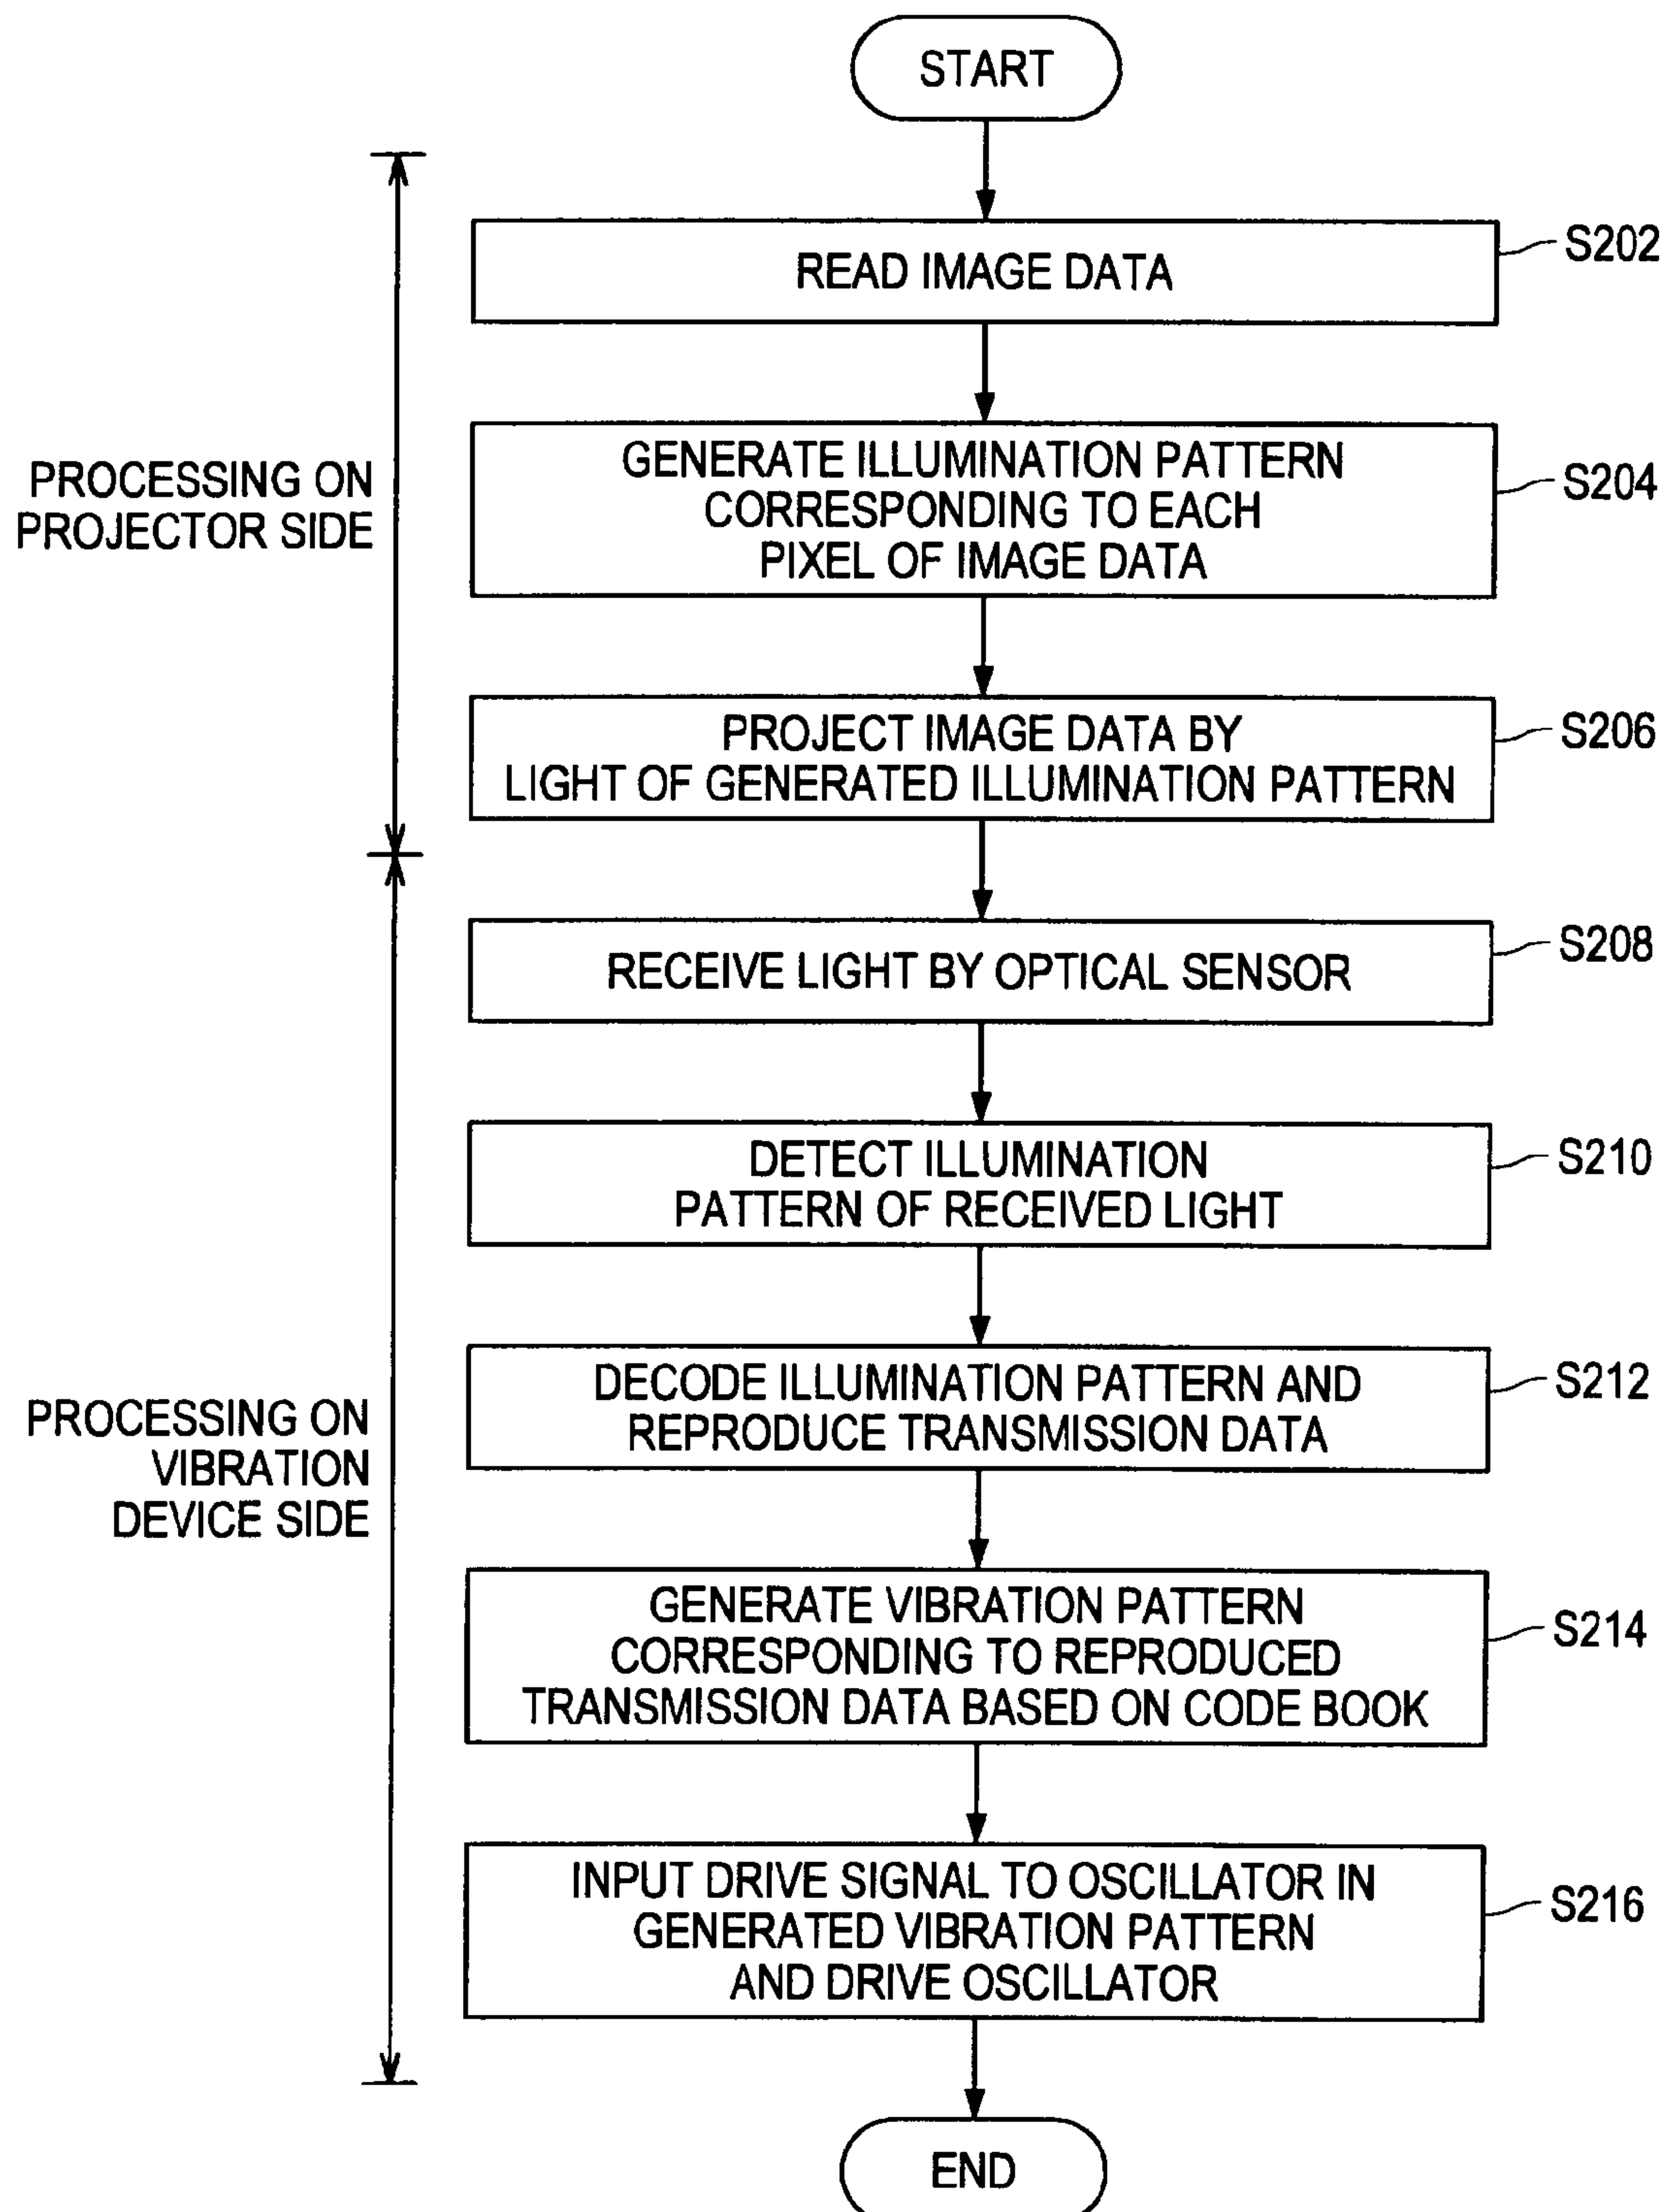 START
READ IMAGE DATA
S202
GENERATE ILLUMINATION PATTERN
CORRESPONDING TO EACH
PIXEL OF IMAGE DATA
S204
PROCESSING ON
PROJECTOR SIDE
PROJECT IMAGE DATA BY
LIGHT OF GENERATED ILLUMINATION PATTERN
S206
RECEIVE LIGHT BY OPTICAL SENSOR
S208
DETECT ILLUMINATION
PATTERN OF RECEIVED LIGHT
S210
DECODE ILLUMINATION PATTERN AND
REPRODUCE TRANSMISSION DATA
S212
PROCESSING ON
VIBRATION
DEVICE SIDE
GENERATE VIBRATION PATTERN
CORRESPONDING TO REPRODUCED
TRANSMISSION DATA BASED ON CODE BOOK
S214
INPUT DRIVE SIGNAL TO OSCILLATOR IN
GENERATED VIBRATION PATTERN
AND DRIVE OSCILLATOR
S216
END